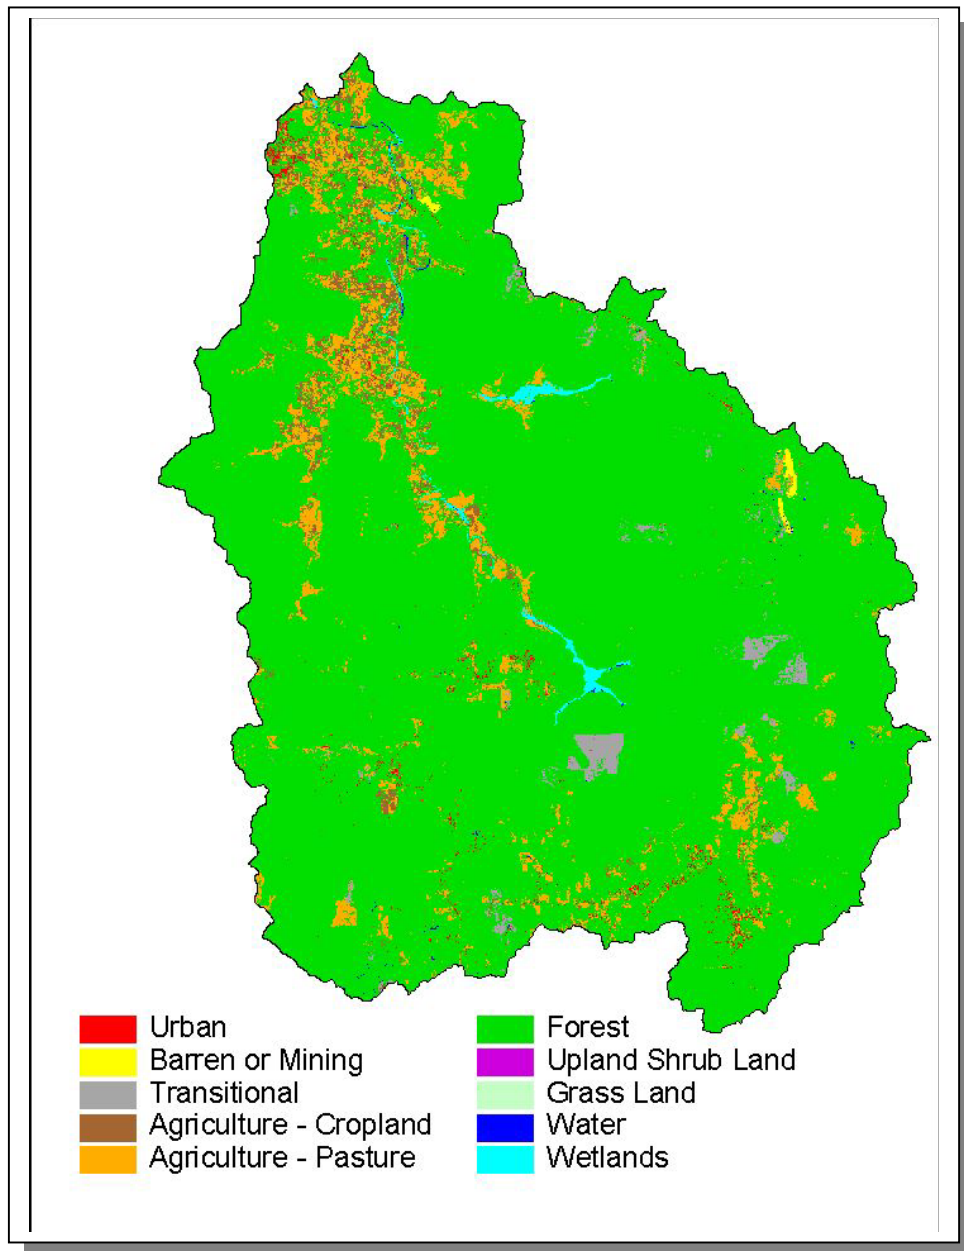 Urban
Barren or Mining
Transitional
Agriculture - Cropland
Agriculture - Pasture
Forest
Upland Shrub Land
Grass Land
Water
Wetlands